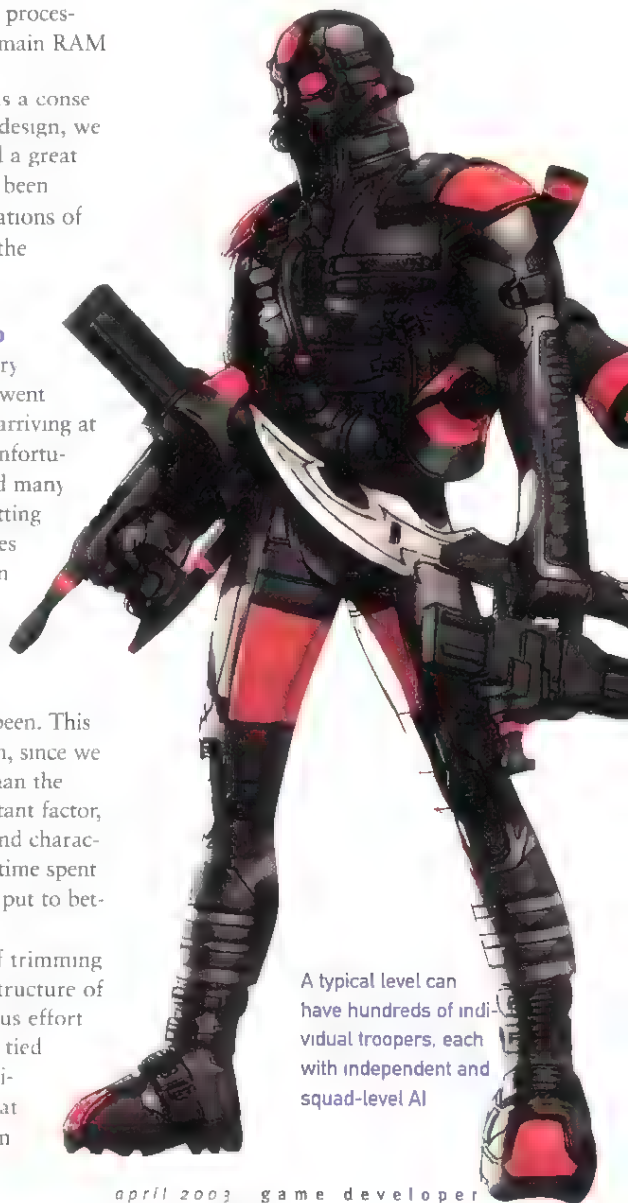 proces-
main RAM
s a conse
design, we
l a great
been
ations of
the
ry
went
arriving at
nfortu-
d many
tting
es
n
been. This
n, since we
an the
tant factor,
nd charac-
time spent
put to bet-
f trimming
tructure of
us effort
tied
i-
at
n
A typical level can
have hundreds of indi-
vidual troopers, each
with independent and
squad-level AI
april 2003 game developer